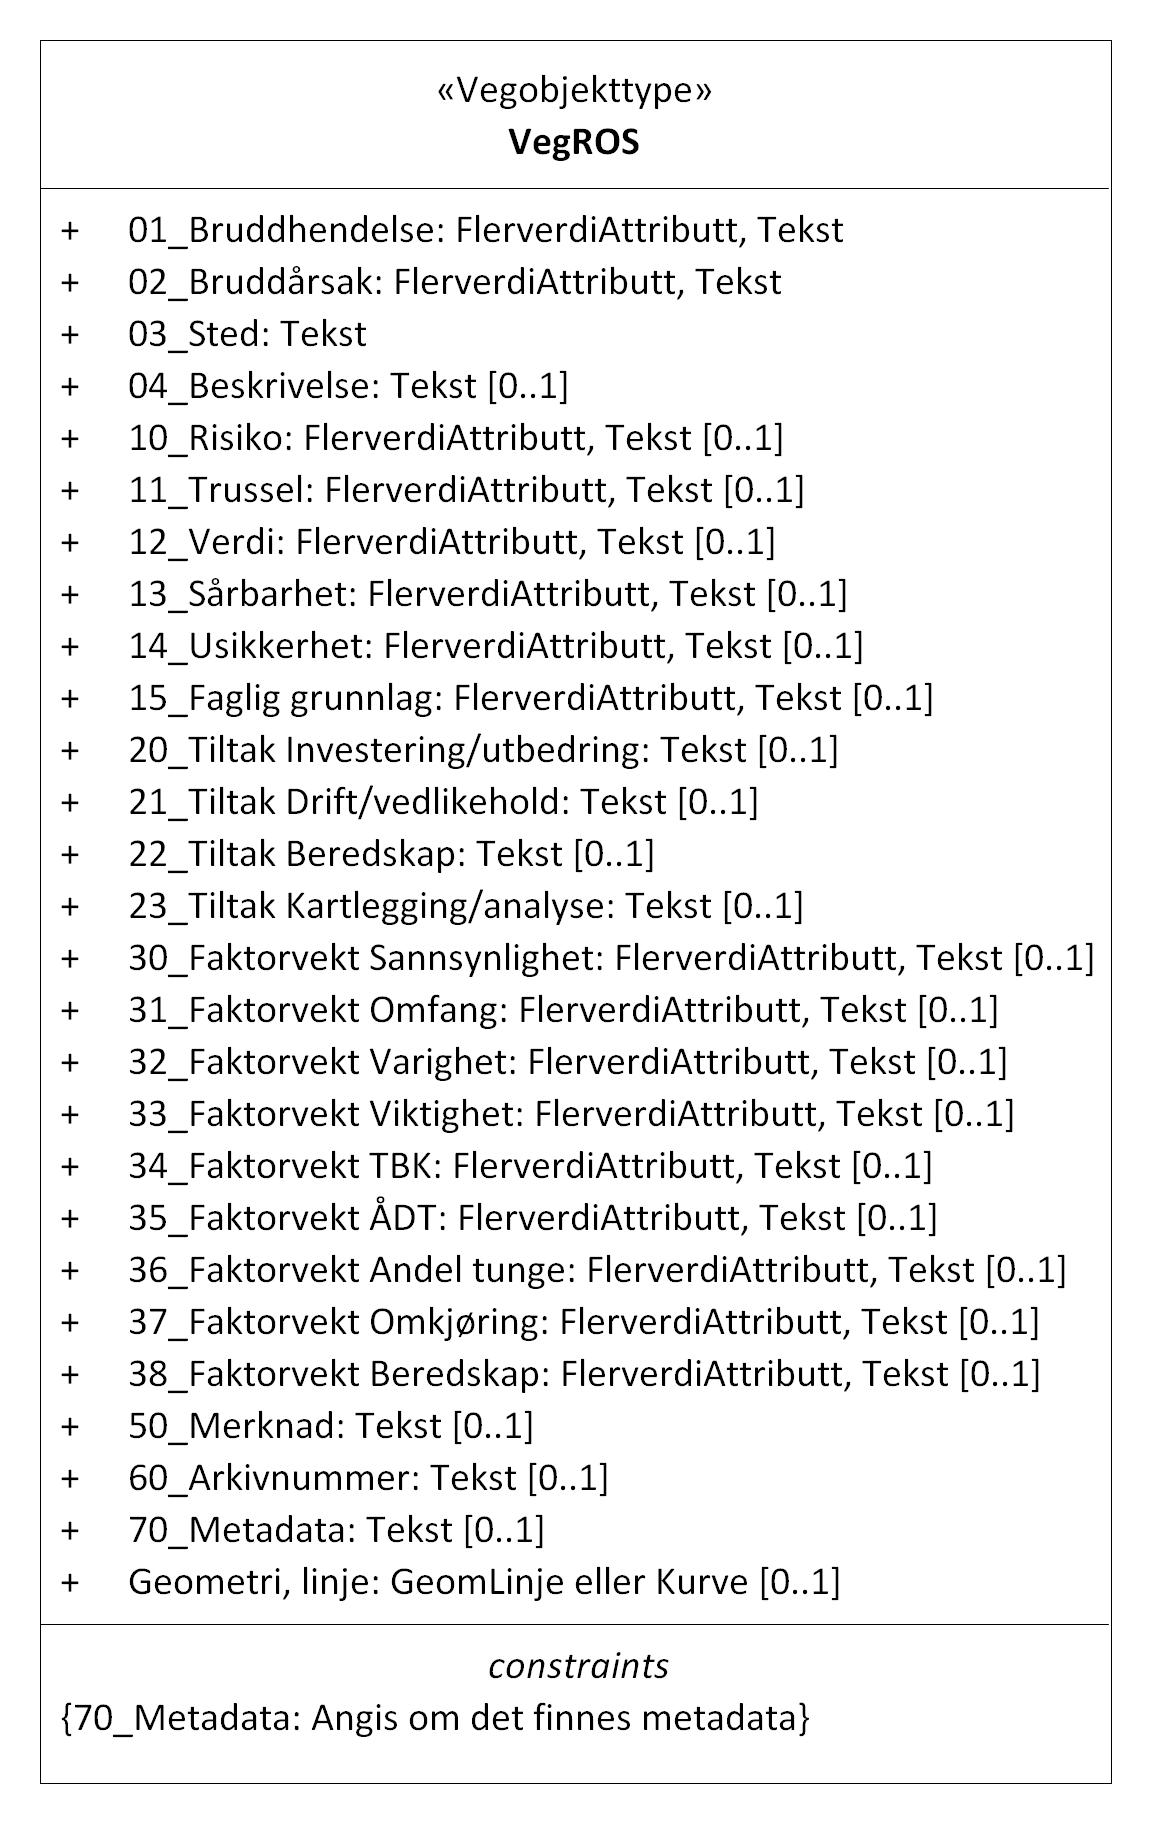 «Vegobjekttype»
VegROS
+ 01_Bruddhendelse: FlerverdiAttributt, Tekst
+ 02_Bruddårsak: FlerverdiAttributt, Tekst
+ 03_Sted: Tekst
+ 04_Beskrivelse: Tekst [0..1]
+ 10_Risiko: FlerverdiAttributt, Tekst [0..1]
+ 11_Trussel: FlerverdiAttributt, Tekst [0..1]
+ 12_Verdi: FlerverdiAttributt, Tekst [0..1]
+ 13_Sårbarhet: FlerverdiAttributt, Tekst [0..1]
+ 14_Usikkerhet: FlerverdiAttributt, Tekst [0..1]
+ 15_Faglig grunnlag: FlerverdiAttributt, Tekst [0..1]
+ 20_Tiltak Investering/utbedring: Tekst [0..1]
+ 21_Tiltak Drift/vedlikehold: Tekst [0..1]
+ 22_Tiltak Beredskap: Tekst [0..1]
+ 23_Tiltak Kartlegging/analyse: Tekst [0..1]
+ 30_Faktorvekt Sannsynlighet: FlerverdiAttributt, Tekst [0..1]
+ 31_Faktorvekt Omfang: FlerverdiAttributt, Tekst [0..1]
+ 32_Faktorvekt Varighet: FlerverdiAttributt, Tekst [0..1]
+ 33_Faktorvekt Viktighet: FlerverdiAttributt, Tekst [0..1]
+ 34_Faktorvekt TBK: FlerverdiAttributt, Tekst [0..1]
+ 35_Faktorvekt ÅDT: FlerverdiAttributt, Tekst [0..1]
+ 36_Faktorvekt Andel tunge: FlerverdiAttributt, Tekst [0..1]
+ 37_Faktorvekt Omkjøring: FlerverdiAttributt, Tekst [0..1]
+ 38_Faktorvekt Beredskap: FlerverdiAttributt, Tekst [0..1]
+ 50_Merknad: Tekst [0..1]
+ 60_Arkivnummer: Tekst [0..1]
+ 70_Metadata: Tekst [0..1]
+ Geometri, linje: GeomLinje eller Kurve [0..1]
constraints
{70_Metadata: Angis om det finnes metadata}